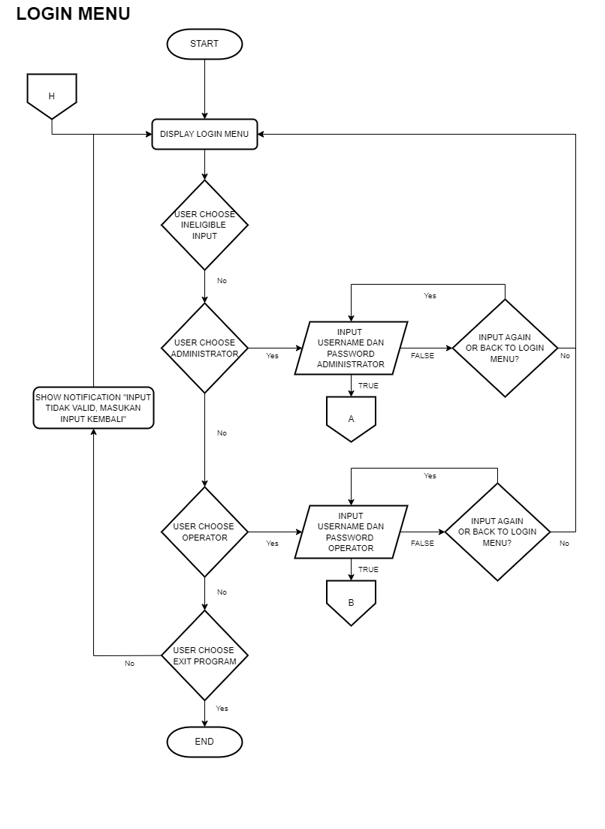 LOGIN MENU
START
H
DISPLAY LOGIN MENU
USER CHOOSE
INELIGIBLE
INPUT
No
Yes
INPUT
USERNAME DAN
PASSWORD
ADMINISTRATOR
INPUT AGAIN
OR BACK TO LOGIN
MENU?
USER CHOOSE
ADMINISTRATOR
Yes
FALSE
No
TRUE
SHOW NOTIFICATION "INPUT
TIDAK VALID, MASUKAN
INPUT KEMBALI"
A
No
Yes
INPUT
USERNAME DAN
PASSWORD
OPERATOR
INPUT AGAIN
OR BACK TO LOGIN
MENU?
USER CHOOSE
OPERATOR
Yes
FALSE
No
TRUE
No
B
USER CHOOSE
EXIT PROGRAM
No
Yes
END